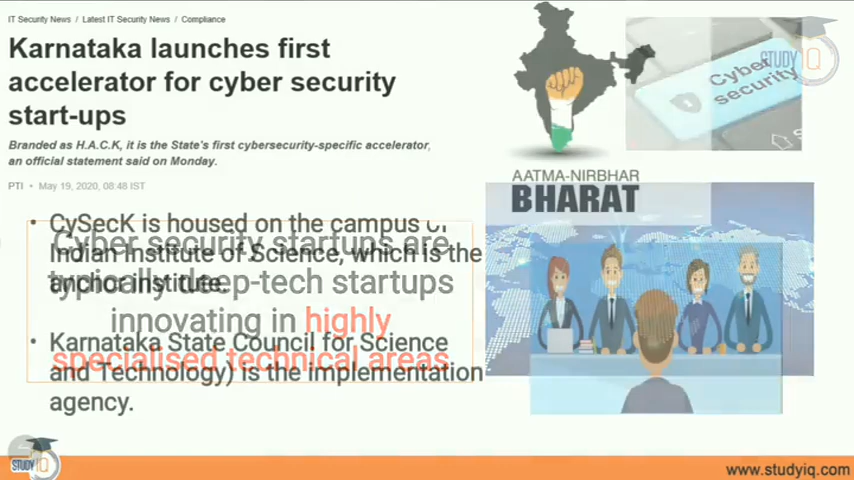 IT Security News / Latest IT Security News / Compliance
Karnataka launches first
accelerator for cyber security
start-ups
Branded as H.A.C.K, it is the State's first cybersecurity-specific accelerator,
an official statement said on Monday.
PTI • May 19, 2020, 08:48 IST
• CySecK is housed on the campus of
Indian Institute of Science, which is the
anchor institute.
• Karnataka State Council for Science
and Technology) is the implementation
agency.
Cyber security startups are
typically deep-tech startups
innovating in highly
specialised technical areas
AATMA-NIRBHAR
BHARAT
Cyber
security
STUDY IQ
STUDY IQ
www.studyiq.com